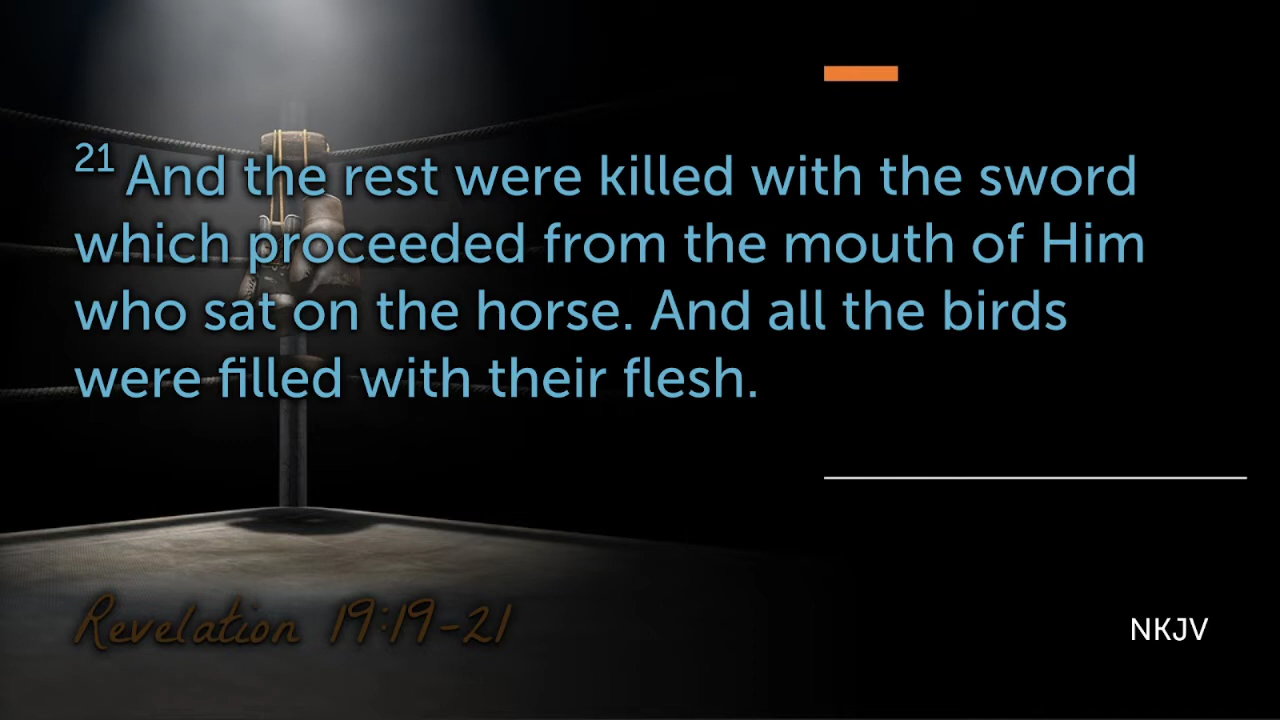 21 And the rest were killed with the sword
which proceeded from the mouth of Him
who sat on the horse. And all the birds
were filled with their flesh.
Revelation 19:19-21
NKJV